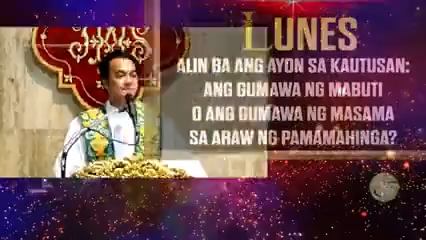 LUNES
ALIN BA ANG AYON SA KAUTUSAN:
ANG GUMAWA NG MABUTI
O ANG GUMAWA NG MASAMA
SA ARAW NG PAMAMAHINGA?